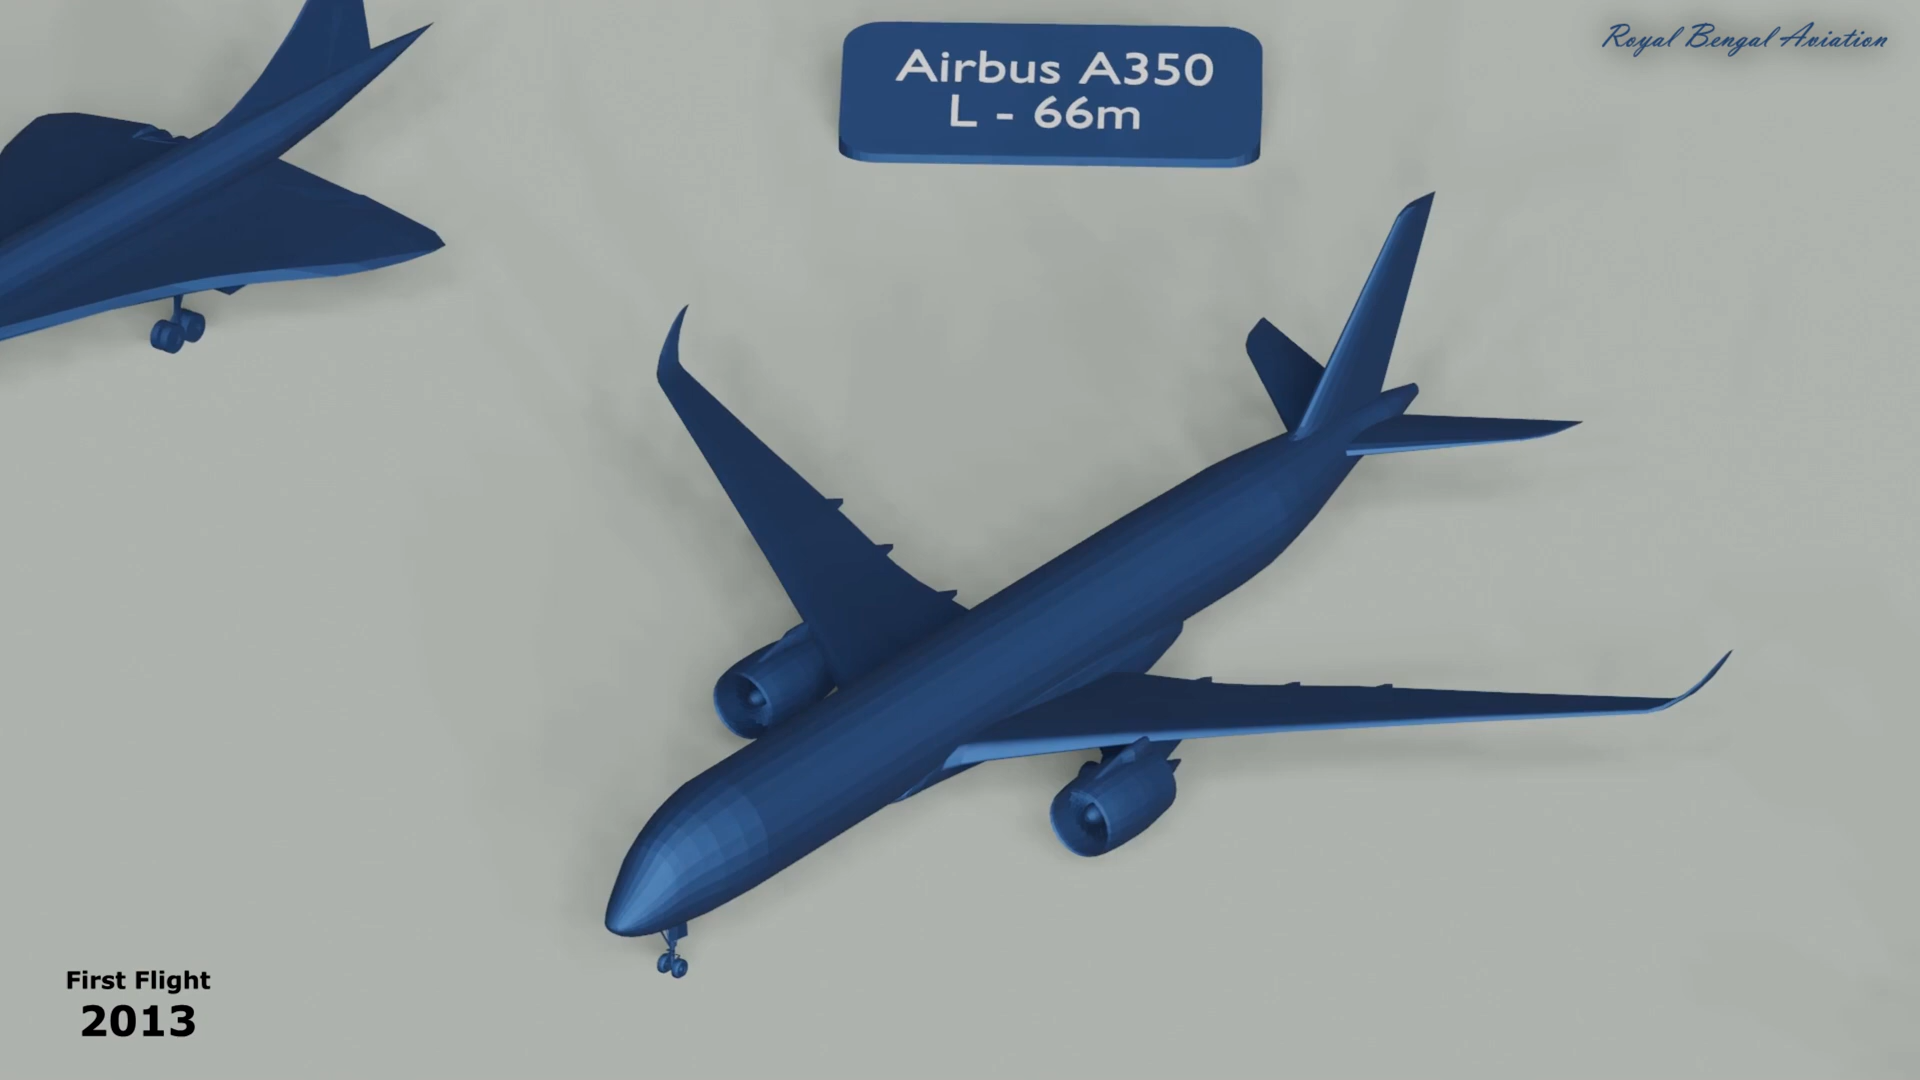 Royal Bengal Aviation
Airbus A350
L - 66m
First Flight
2013